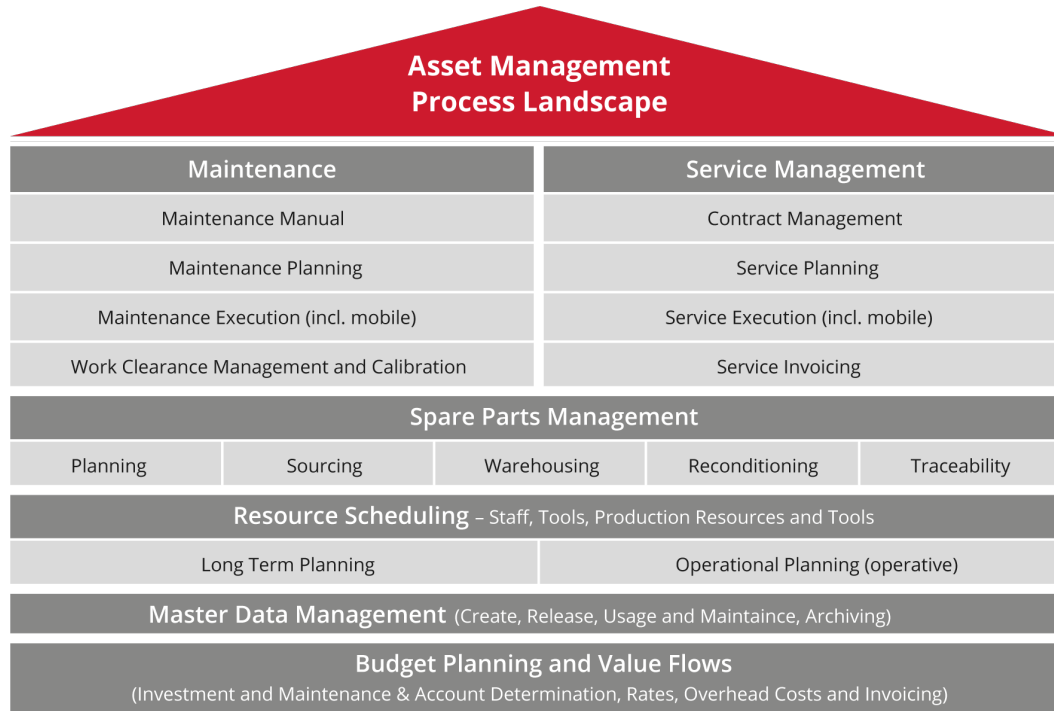 Asset Management
Process Landscape
Maintenance
Service Management
Maintenance Manual
Contract Management
Maintenance Planning
Service Planning
Maintenance Execution (incl. mobile)
Service Execution (incl. mobile)
Work Clearance Management and Calibration
Service Invoicing
Spare Parts Management
Planning
Sourcing
Warehousing
Reconditioning
Traceability
Resource Scheduling – Staff, Tools, Production Resources and Tools
Long Term Planning
Operational Planning (operative)
Master Data Management (Create, Release, Usage and Maintaince, Archiving)
Budget Planning and Value Flows
(Investment and Maintenance & Account Determination, Rates, Overhead Costs and Invoicing)